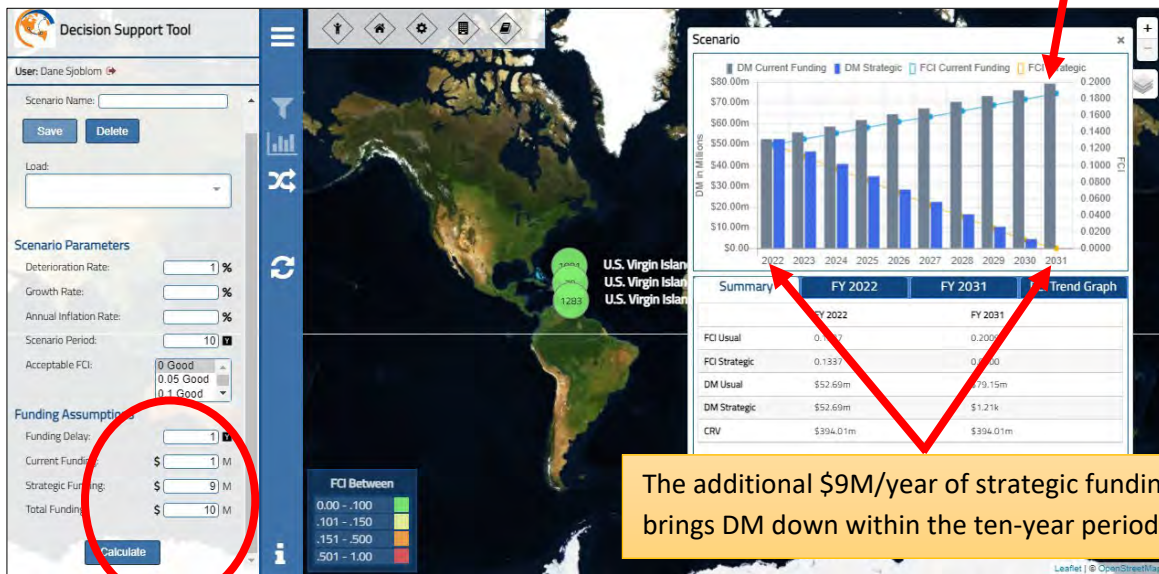 Decision Support Tool
User: Dane Sjoblom
Scenario Name:
Save Delete
Load:
Scenario Parameters
Deterioration Rate: 1 %
Growth Rate: %
Annual Inflation Rate: %
Scenario Period: 10 Y
Acceptable FCI: 0 Good
0.05 Good
0.1 Good
Funding Assumptions
Funding Delay: 1 Y
Current Funding: $ 1 M
Strategic Funding: $ 9 M
Total Funding: $ 10 M
Calculate
i
U.S. Virgin Islan
U.S. Virgin Islan
1283 U.S. Virgin Islan
FCI Between
0.00 - .100
.101 - .150
.151 - .500
.501 - 1.00
+
-
Scenario ×
DM Current Funding DM Strategic FCI Current Funding FCI Strategic
$80.00m 0.2000
$70.00m 0.1800
$60.00m 0.1600
$50.00m 0.1400
$40.00m 0.1200
$30.00m 0.1000
$20.00m 0.0800
$10.00m 0.0600
$0.00 0.0400
0.0200
0.0000
DM in Millions
FCI
2022 2023 2024 2025 2026 2027 2028 2029 2030 2031
Summary FY 2022 FY 2031 Trend Graph
FY 2022 FY 2031
FCI Usual
FCI Strategic 0.1337
DM Usual $52.69m $79.15m
DM Strategic $52.69m $1.21k
CRV $394.01m $394.01m
The additional $9M/year of strategic fundin
brings DM down within the ten-year period
Leaflet | © OpenStreetMap